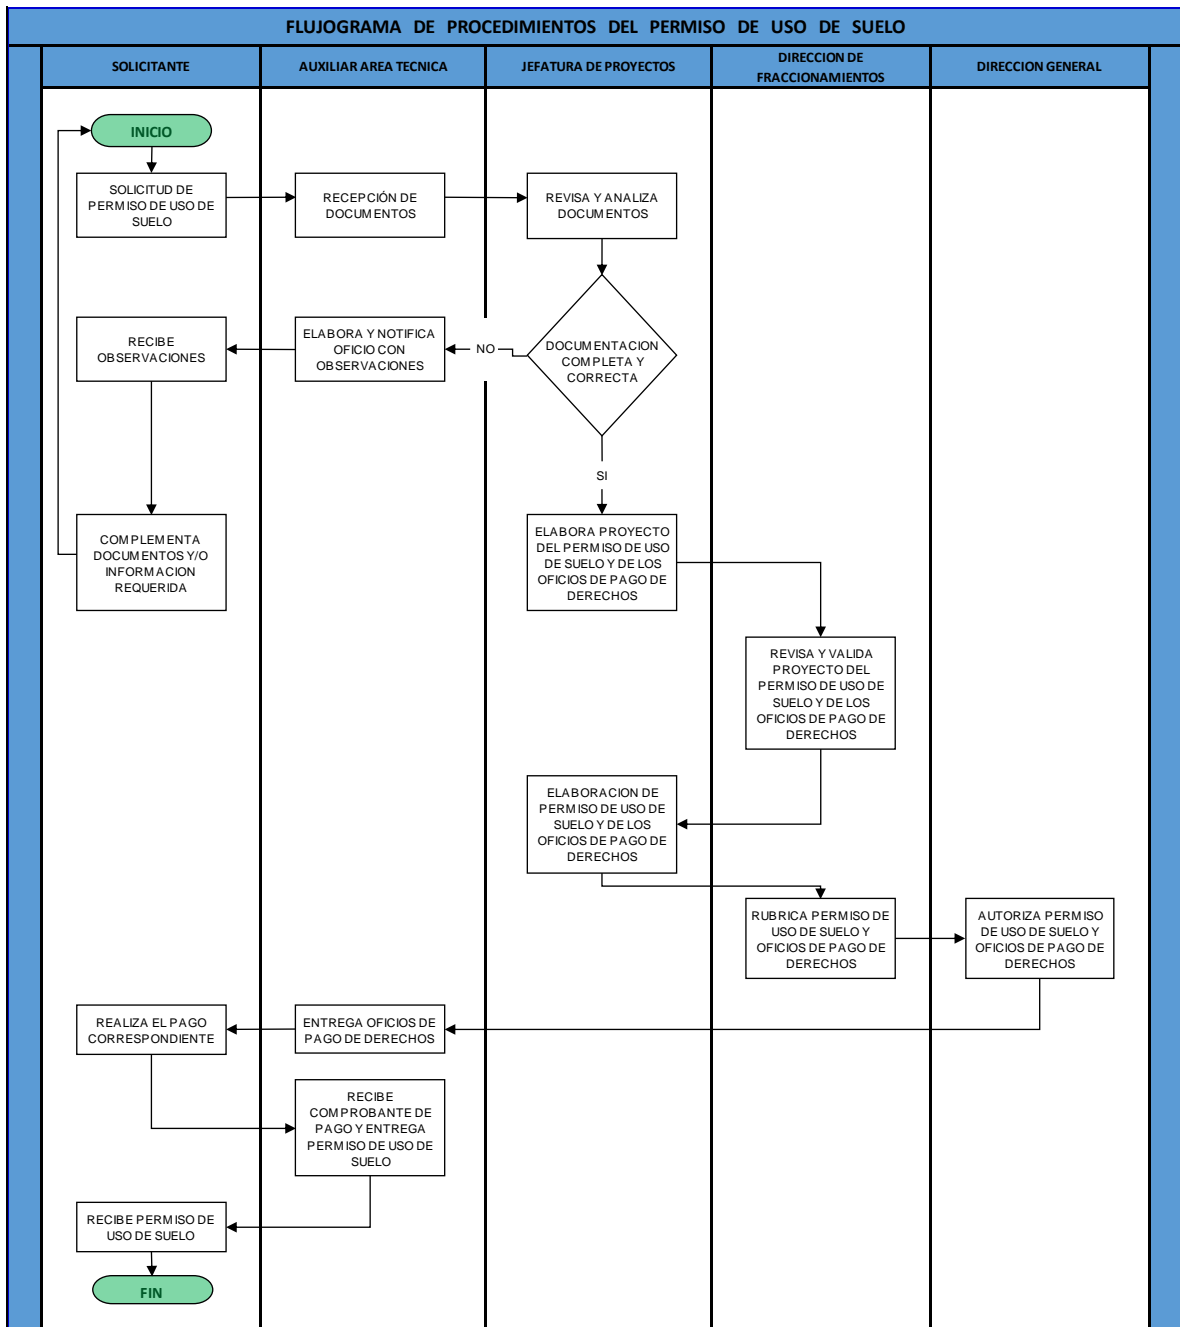 FLUJOGRAMA DE PROCEDIMIENTOS DEL PERMISO DE USO DE SUELO
SOLICITANTE
AUXILIAR AREA TECNICA
JEFATURA DE PROYECTOS
DIRECCION DE
FRACCIONAMIENTOS
DIRECCION GENERAL
INICIO
SOLICITUD DE
PERMISO DE USO DE
SUELO
RECEPCIÓN DE
DOCUMENTOS
REVISA Y ANALIZA
DOCUMENTOS
RECIBE
OBSERVACIONES
ELABORA Y NOTIFICA
OFICIO CON
OBSERVACIONES
NO
DOCUMENTACION
COMPLETA Y
CORRECTA
SI
COMPLEMENTA
DOCUMENTOS Y/O
INFORMACION
REQUERIDA
ELABORA PROYECTO
DEL PERMISO DE USO
DE SUELO Y DE LOS
OFICIOS DE PAGO DE
DERECHOS
REVISA Y VALIDA
PROYECTO DEL
PERMISO DE USO DE
SUELO Y DE LOS
OFICIOS DE PAGO DE
DERECHOS
ELABORACION DE
PERMISO DE USO DE
SUELO Y DE LOS
OFICIOS DE PAGO DE
DERECHOS
RUBRICA PERMISO DE
USO DE SUELO Y
OFICIOS DE PAGO DE
DERECHOS
AUTORIZA PERMISO
DE USO DE SUELO Y
OFICIOS DE PAGO DE
DERECHOS
REALIZA EL PAGO
CORRESPONDIENTE
ENTREGA OFICIOS DE
PAGO DE DERECHOS
RECIBE
COMPROBANTE DE
PAGO Y ENTREGA
PERMISO DE USO DE
SUELO
RECIBE PERMISO DE
USO DE SUELO
FIN